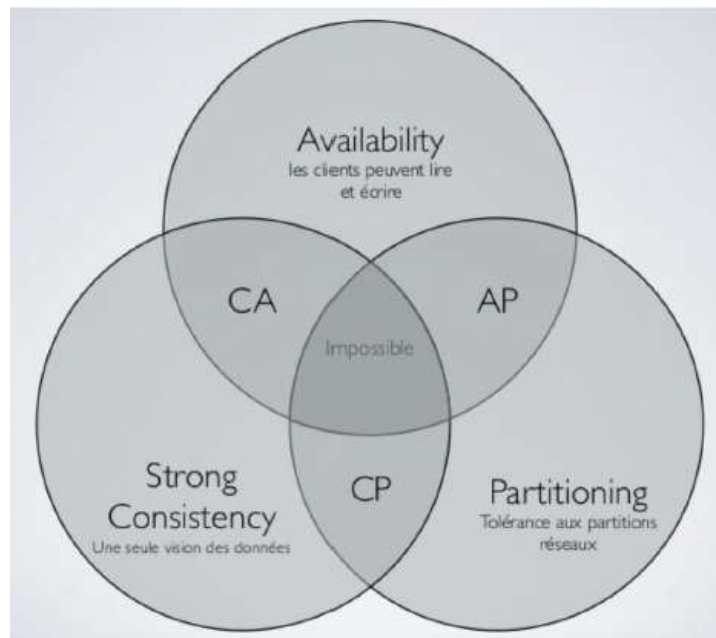 Availability
les clients peuvent lire
et écrire
CA
AP
Impossible
Strong
Consistency
Une seule vision des données
CP
Partitioning
Tolérance aux partitions
réseaux